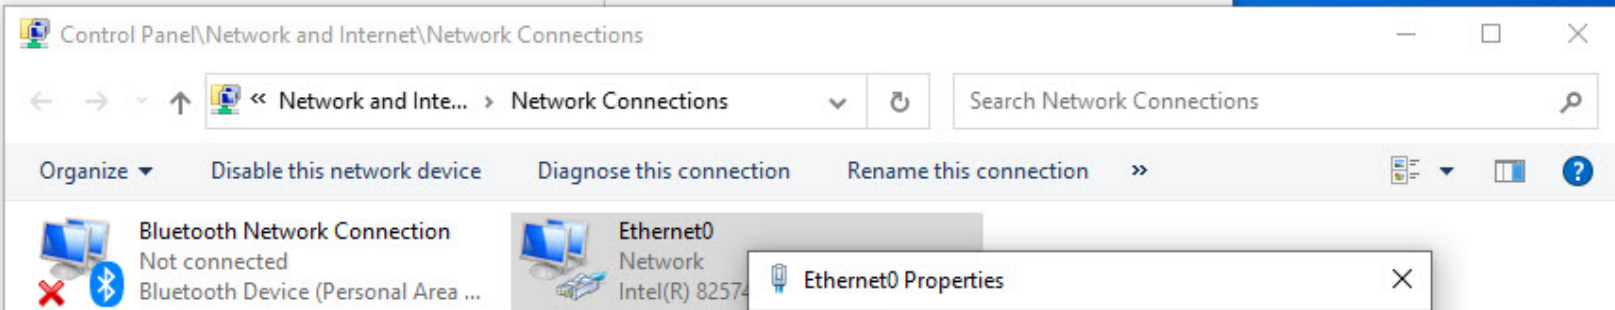 Control Panel\Network and Internet\Network Connections
« Network and Inte... › Network Connections
Search Network Connections
Organize
Disable this network device
Diagnose this connection
Rename this connection
»
?
Bluetooth Network Connection
Not connected
Bluetooth Device (Personal Area ...
Ethernet0
Network
Intel(R) 82574
Ethernet0 Properties